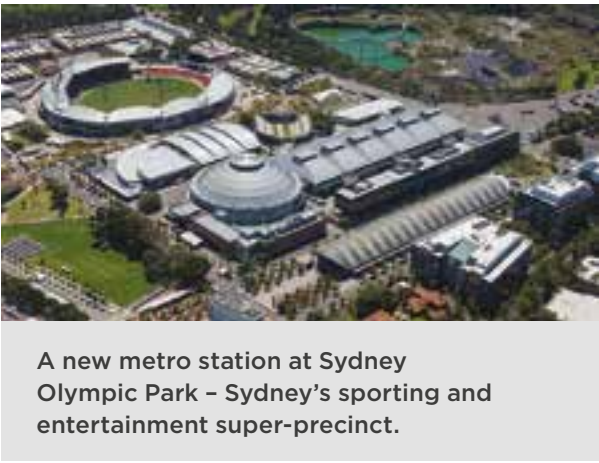 A new metro station at Sydney
Olympic Park – Sydney’s sporting and
entertainment super-precinct.